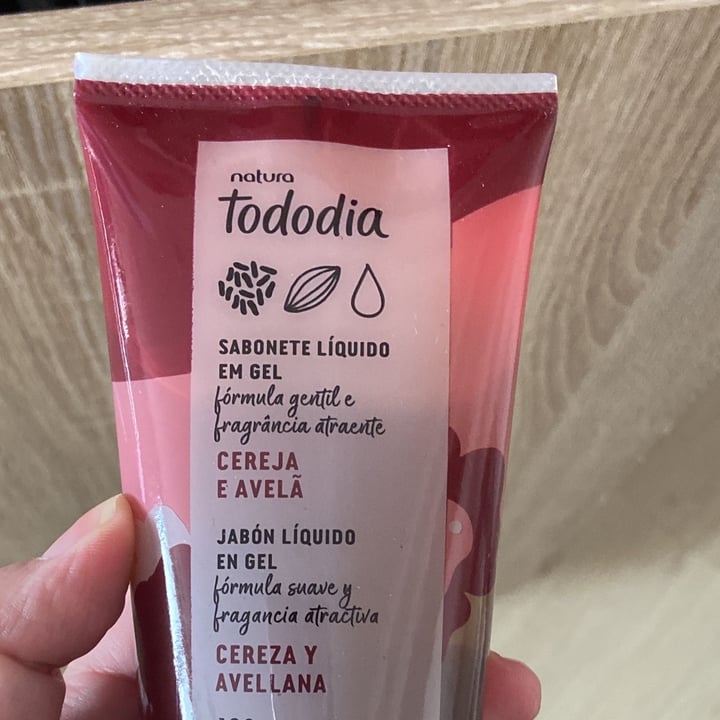 natura
tododia
SABONETE LÍQUIDO
EM GEL
fórmula gentil e
fragrância atraente
CEREJA
E AVELÃ
JABÓN LÍQUIDO
EN GEL
fórmula suave y
fragancia atractiva
CEREZA Y
AVELLANA